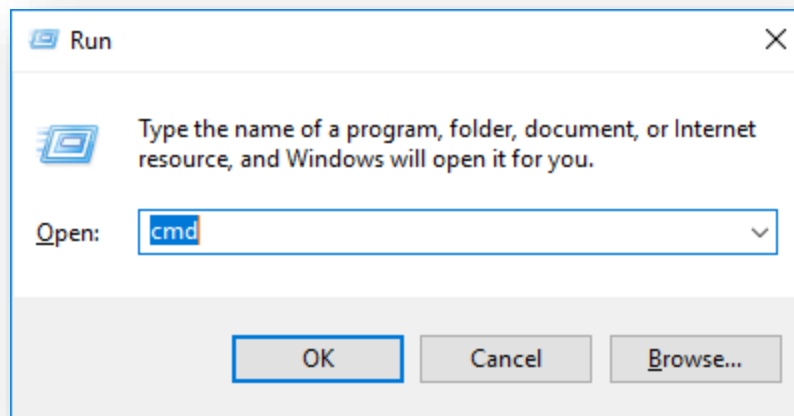 Run
Type the name of a program, folder, document, or Internet
resource, and Windows will open it for you.
Open: cmd
OK Cancel Browse...